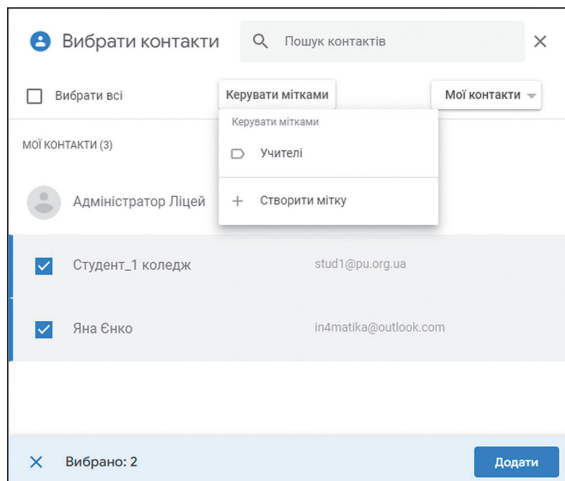 Вибрати контакти
Пошук контактів
Вибрати всі
Керувати мітками
Мої контакти
Керувати мітками
Учителі
Створити мітку
МОЇ КОНТАКТИ (3)
Адміністратор Ліцей
Студент_1 коледж stud1@pu.org.ua
Яна Єнко in4matika@outlook.com
Вибрано: 2
Додати